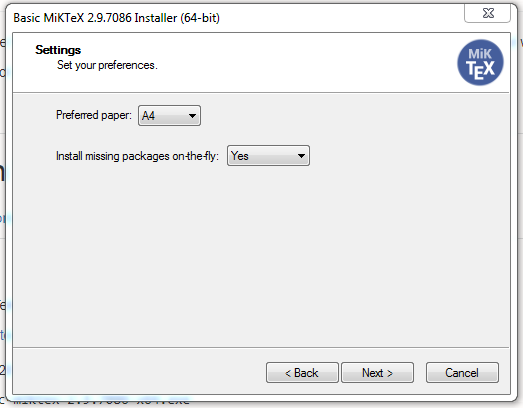 Basic MiKTeX 2.9.7086 Installer (64-bit)
Settings
Set your preferences.
MiK
TEX
Preferred paper: A4
Install missing packages on-the-fly: Yes
< Back Next > Cancel